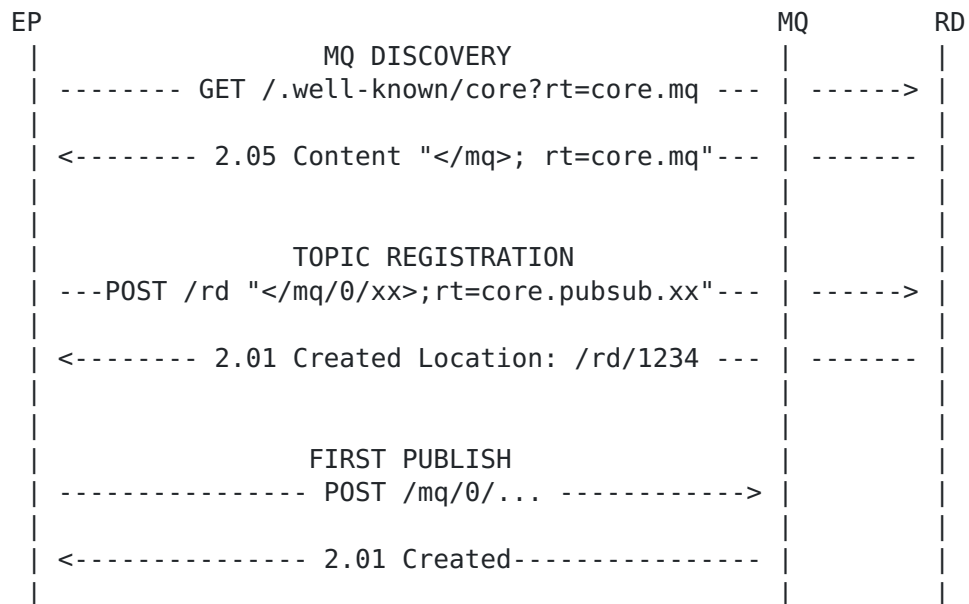 EP                                              MQ        RD
 |                  MQ DISCOVERY                 |         |
 | -------- GET /.well-known/core?rt=core.mq --- | ------> |
 |                                               |         |
 | <-------- 2.05 Content "</mq>; rt=core.mq"--- | ------- |
 |                                               |         |
 |                                               |         |
 |                TOPIC REGISTRATION             |         |
 | ---POST /rd "</mq/0/xx>;rt=core.pubsub.xx"--- | ------> |
 |                                               |         |
 | <-------- 2.01 Created Location: /rd/1234 --- | ------- |
 |                                               |         |
 |                                               |         |
 |                 FIRST PUBLISH                 |         |
 | ---------------- POST /mq/0/... ------------> |         |
 |                                               |         |
 | <--------------- 2.01 Created---------------- |         |
 |                                               |         |